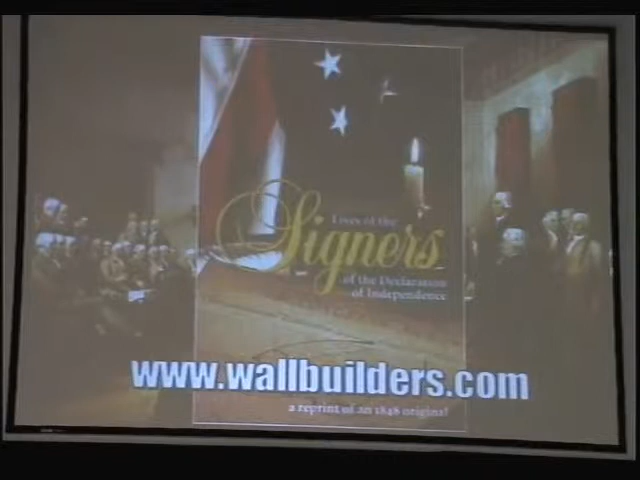 Lives of the
Signers
of the Declaration
of Independence
www.wallbuilders.com
a reprint of an 1848 original